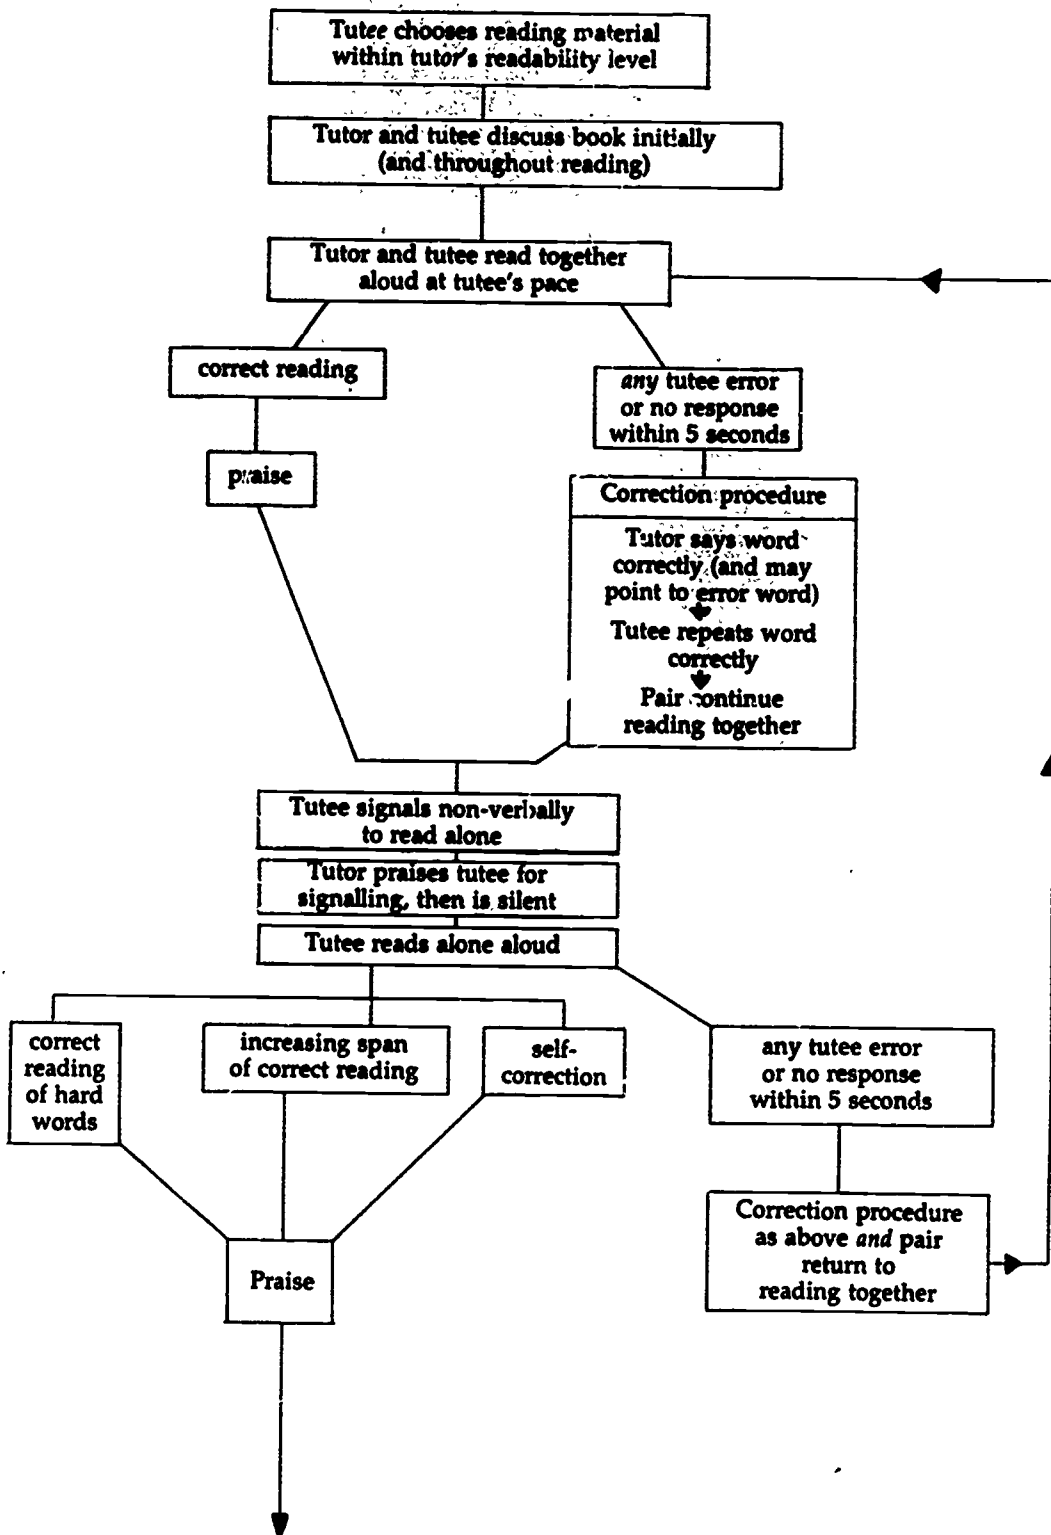 Tutee chooses reading material
within tutor's readability level
Tutor and tutee discuss book initially
(and throughout reading)
Tutor and tutee read together
aloud at tutee's pace
correct reading
any tutee error
or no response
within 5 seconds
praise
Correction procedure
Tutor says word
correctly (and may
point to error word)
Tutee repeats word
correctly
Pair continue
reading together
Tutee signals non-verbally
to read alone
Tutor praises tutee for
signalling, then is silent
Tutee reads alone aloud
correct
reading
of hard
words
increasing span
of correct reading
self-
correction
any tutee error
or no response
within 5 seconds
Correction procedure
as above and pair
return to
reading together
Praise